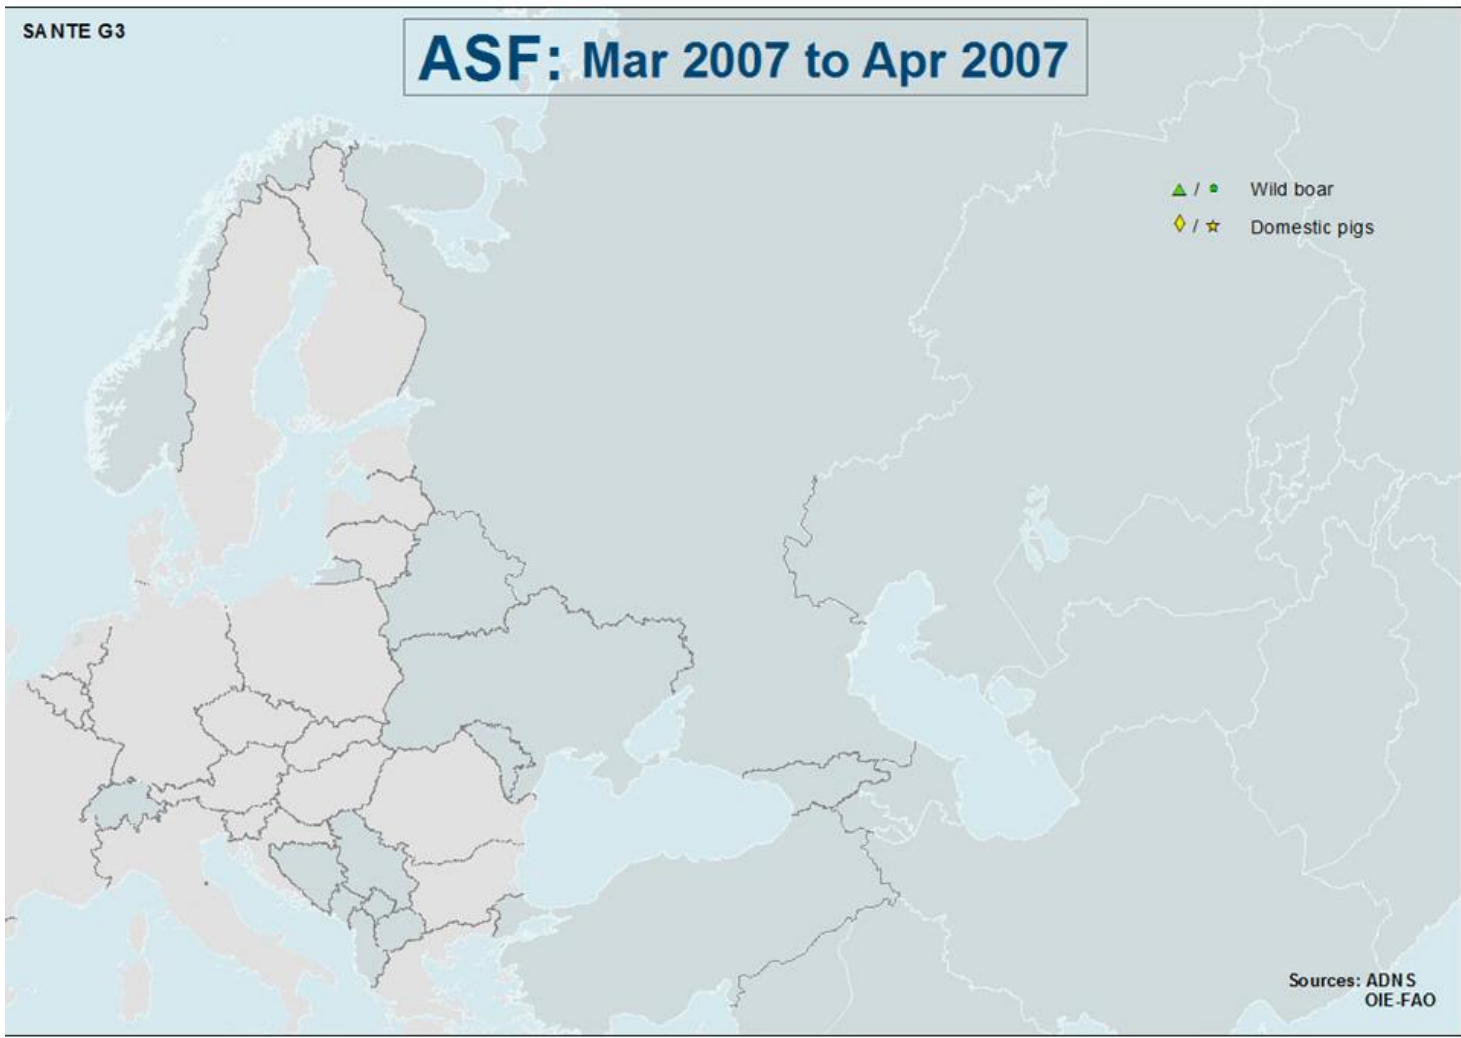 SANTE G3
ASF: Mar 2007 to Apr 2007
/ Wild boar
/ Domestic pigs
Sources: ADNS
OIE-FAO